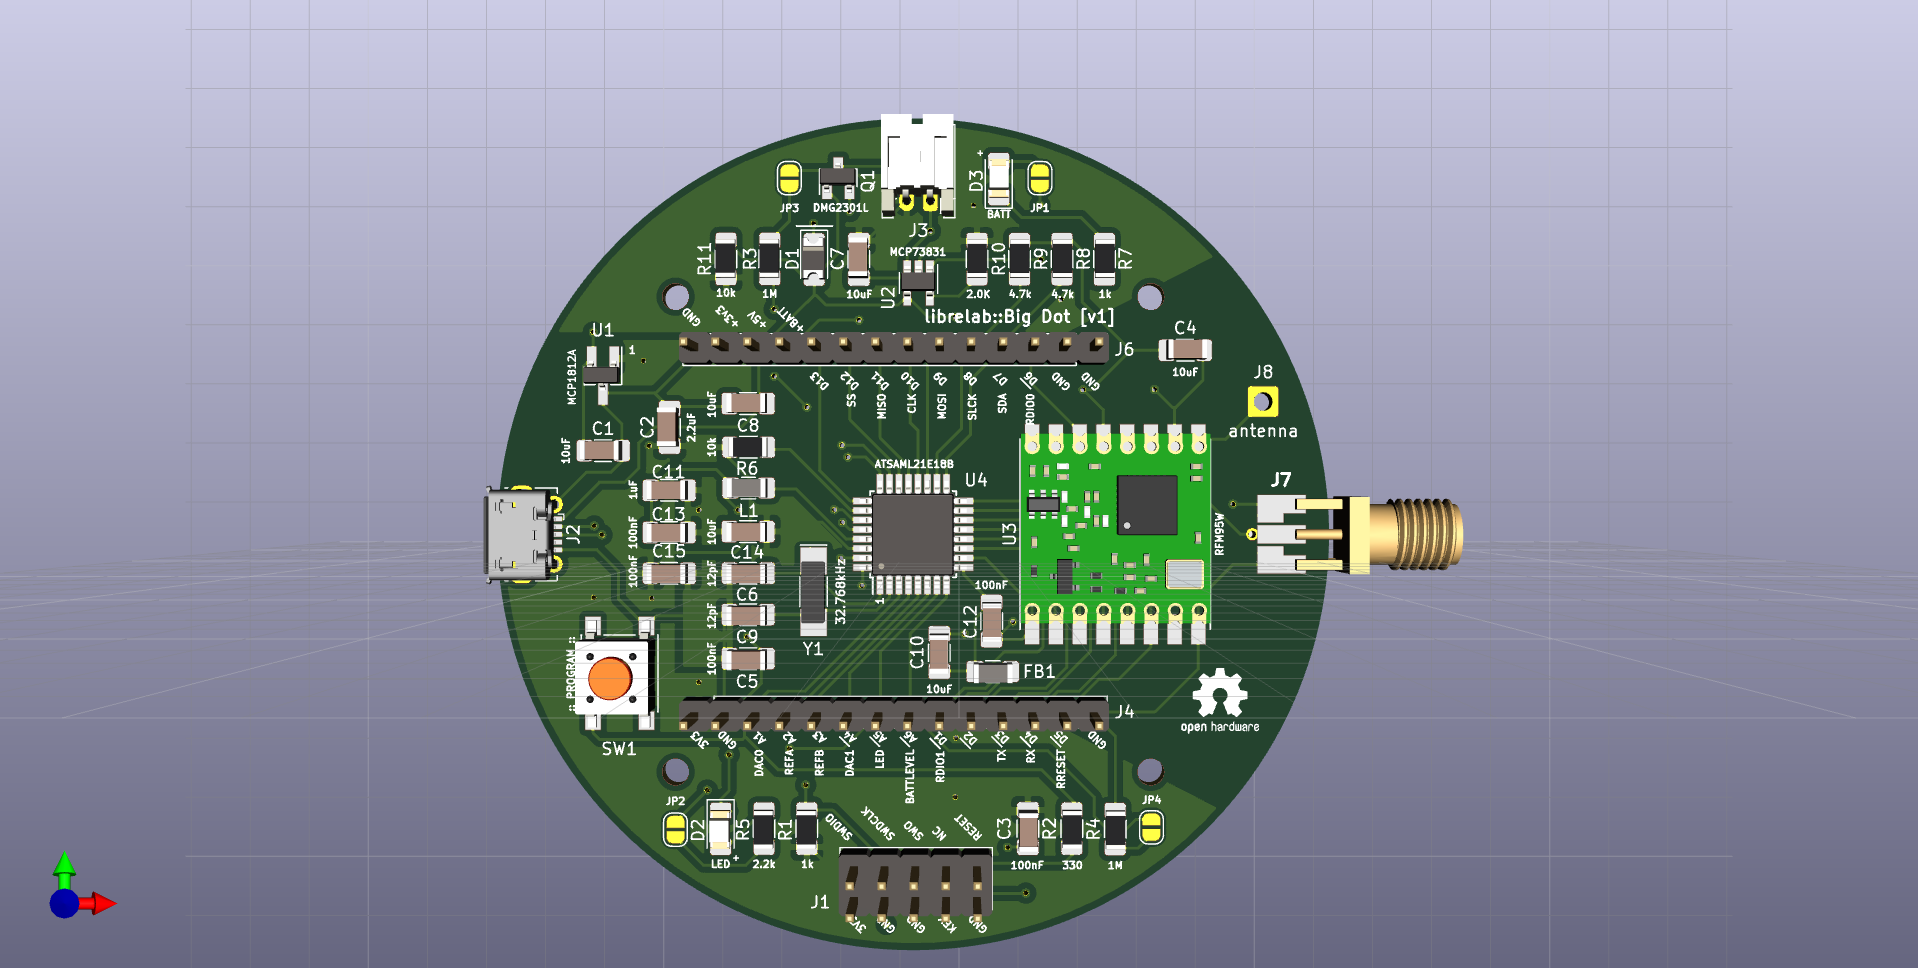 JP3
DMG2301L
Q1
J3
D3
+
BATT
JP1
R11
10k
R3
1M
D1
C7
10uF
MCP73831
U2
R10
2.0K
R9
4.7k
R8
4.7k
R7
1k
librelab::Big Dot [v1]
GND
+3v3
+5V
+BATT
J6
C4
10uF
U1
1
MCP1812A
D13
D12
D11
D10
D9
D8
D7
D6
GND
GND
SS
MISO
CLK
MOSI
SLCK
SDA
RDIO0
J8
antenna
C1
10uF
C2
2.2uF
10uF
C8
10k
R6
L1
C11
1uF
C13
100nF
C15
100nF
10uF
C14
12pF
C6
12pF
C9
100nF
C5
J2
ATSAML21E18B
U4
1
32.768kHz
Y1
U3
RFM95W
J7
100nF
C12
C10
10uF
FB1
:: PROGRAM ::
SW1
open hardware
J4
3V3
GND
A1
A2
A3
A4
A5
A6
D1
D2
D3
D4
D5
GND
DAC0
REFA
REFB
DAC1
LED
BATTLEVEL
RDIO1
TX
RX
RRESET
JP2
D2
LED
+
R5
2.2k
R1
1k
SWDIO
SWDCLK
SWO
NC
RESET
C3
100nF
R2
330
R4
1M
JP4
J1
3V3
GND
GND
KEY
GND